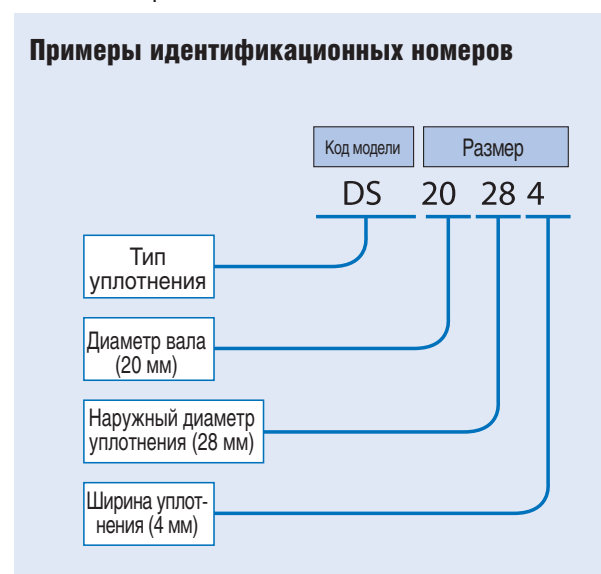 Примеры идентификационных номеров
Код модели
Размер
DS 20 28 4
Тип
уплотнения
Диаметр вала
(20 мм)
Наружный диаметр
уплотнения (28 мм)
Ширина уплот-
нения (4 мм)